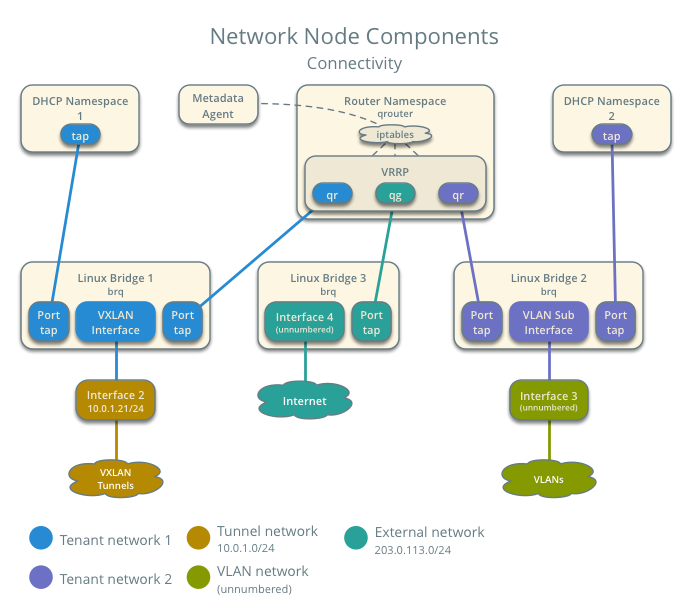 Network Node Components
Connectivity
DHCP Namespace
1
tap
Metadata
Agent
Router Namespace
qrouter
iptables
VRRP
qr
qg
qr
DHCP Namespace
2
tap
Linux Bridge 1
brq
Port
tap
VXLAN
Interface
Port
tap
Linux Bridge 3
brq
Interface 4
(unnumbered)
Port
tap
Linux Bridge 2
brq
Port
tap
VLAN Sub
Interface
Port
tap
Interface 2
10.0.1.21/24
Internet
Interface 3
(unnumbered)
VXLAN
Tunnels
VLANs
Tenant network 1
Tunnel network
10.0.1.0/24
External network
203.0.113.0/24
Tenant network 2
VLAN network
(unnumbered)